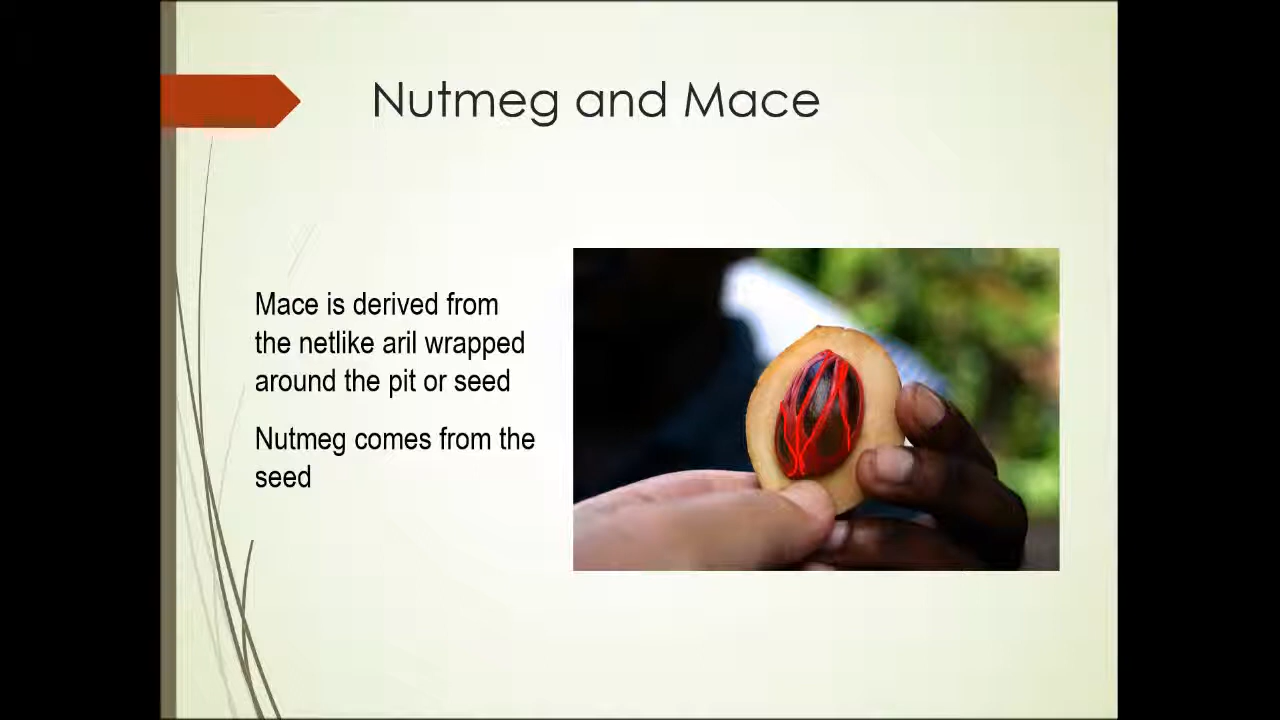 Nutmeg and Mace
Mace is derived from
the netlike aril wrapped
around the pit or seed
Nutmeg comes from the
seed